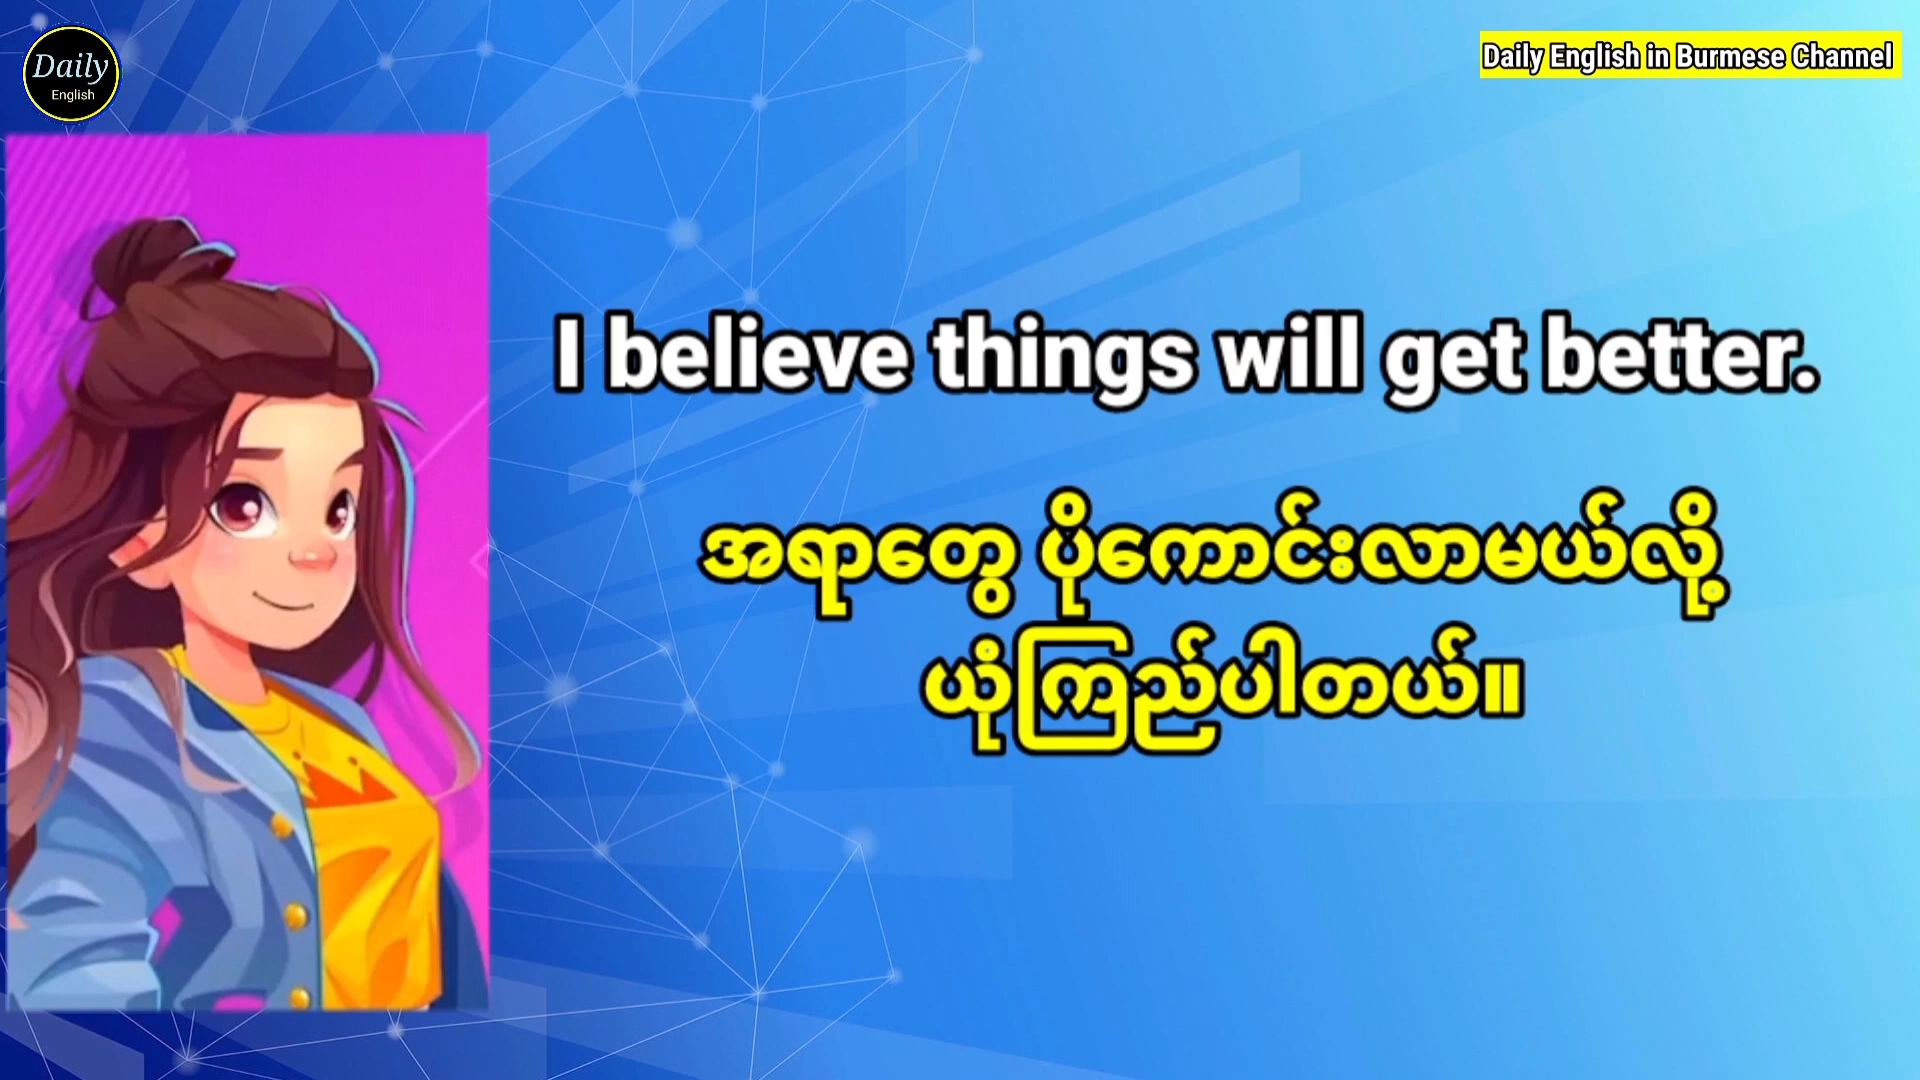 Daily
English
Daily English in Burmese Channel
I believe things will get better.
အရာတွေ ပိုကောင်းလာမယ်လို့
ယုံကြည်ပါတယ်။